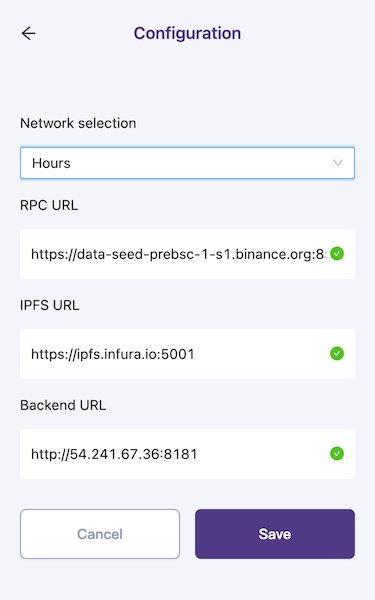 Configuration
Network selection
Hours
RPC URL
https://data-seed-prebsc-1-s1.binance.org:8
IPFS URL
https://ipfs.infura.io:5001
Backend URL
http://54.241.67.36:8181
Cancel
Save